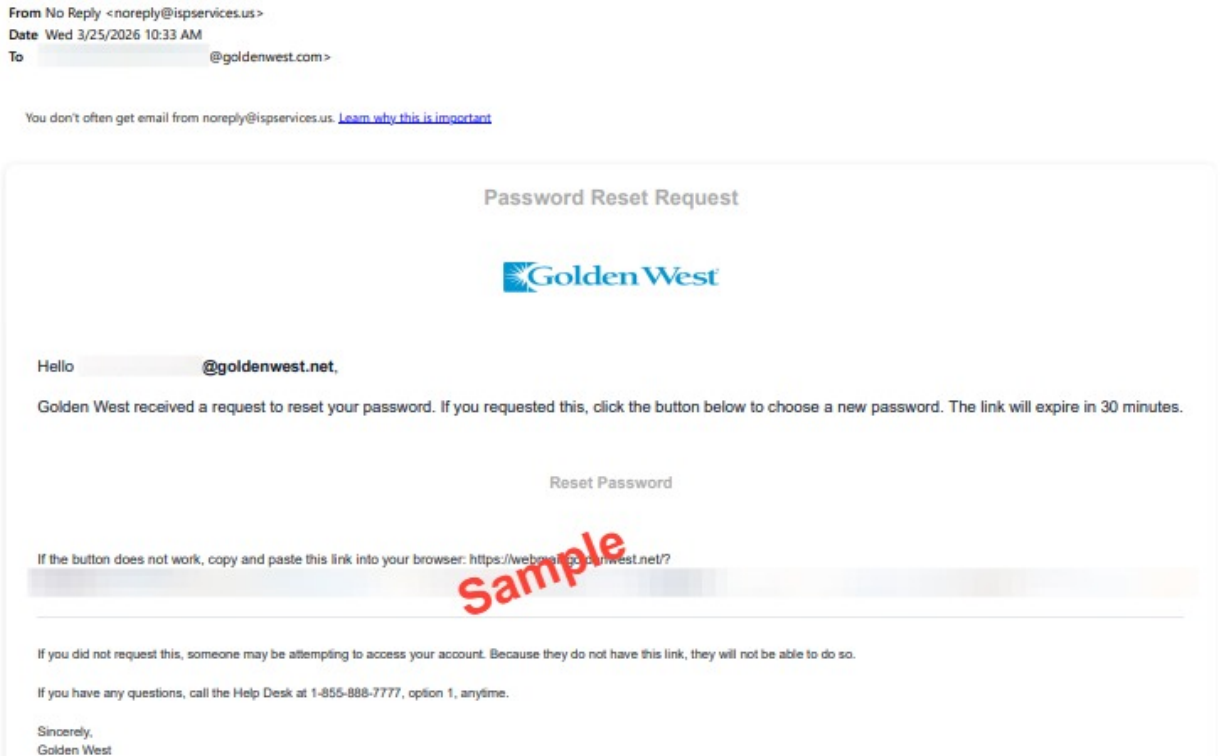 From No Reply <noreply@ispservices.us>
Date Wed 3/25/2026 10:33 AM
To @goldenwest.com>
You don't often get email from noreply@ispservices.us. Learn why this is important
Password Reset Request
Golden West
Hello @goldenwest.net,
Golden West received a request to reset your password. If you requested this, click the button below to choose a new password. The link will expire in 30 minutes.
Reset Password
If the button does not work, copy and paste this link into your browser: https://webmail.goldenwest.net/?
Sample
If you did not request this, someone may be attempting to access your account. Because they do not have this link, they will not be able to do so.
If you have any questions, call the Help Desk at 1-855-888-7777, option 1, anytime.
Sincerely,
Golden West